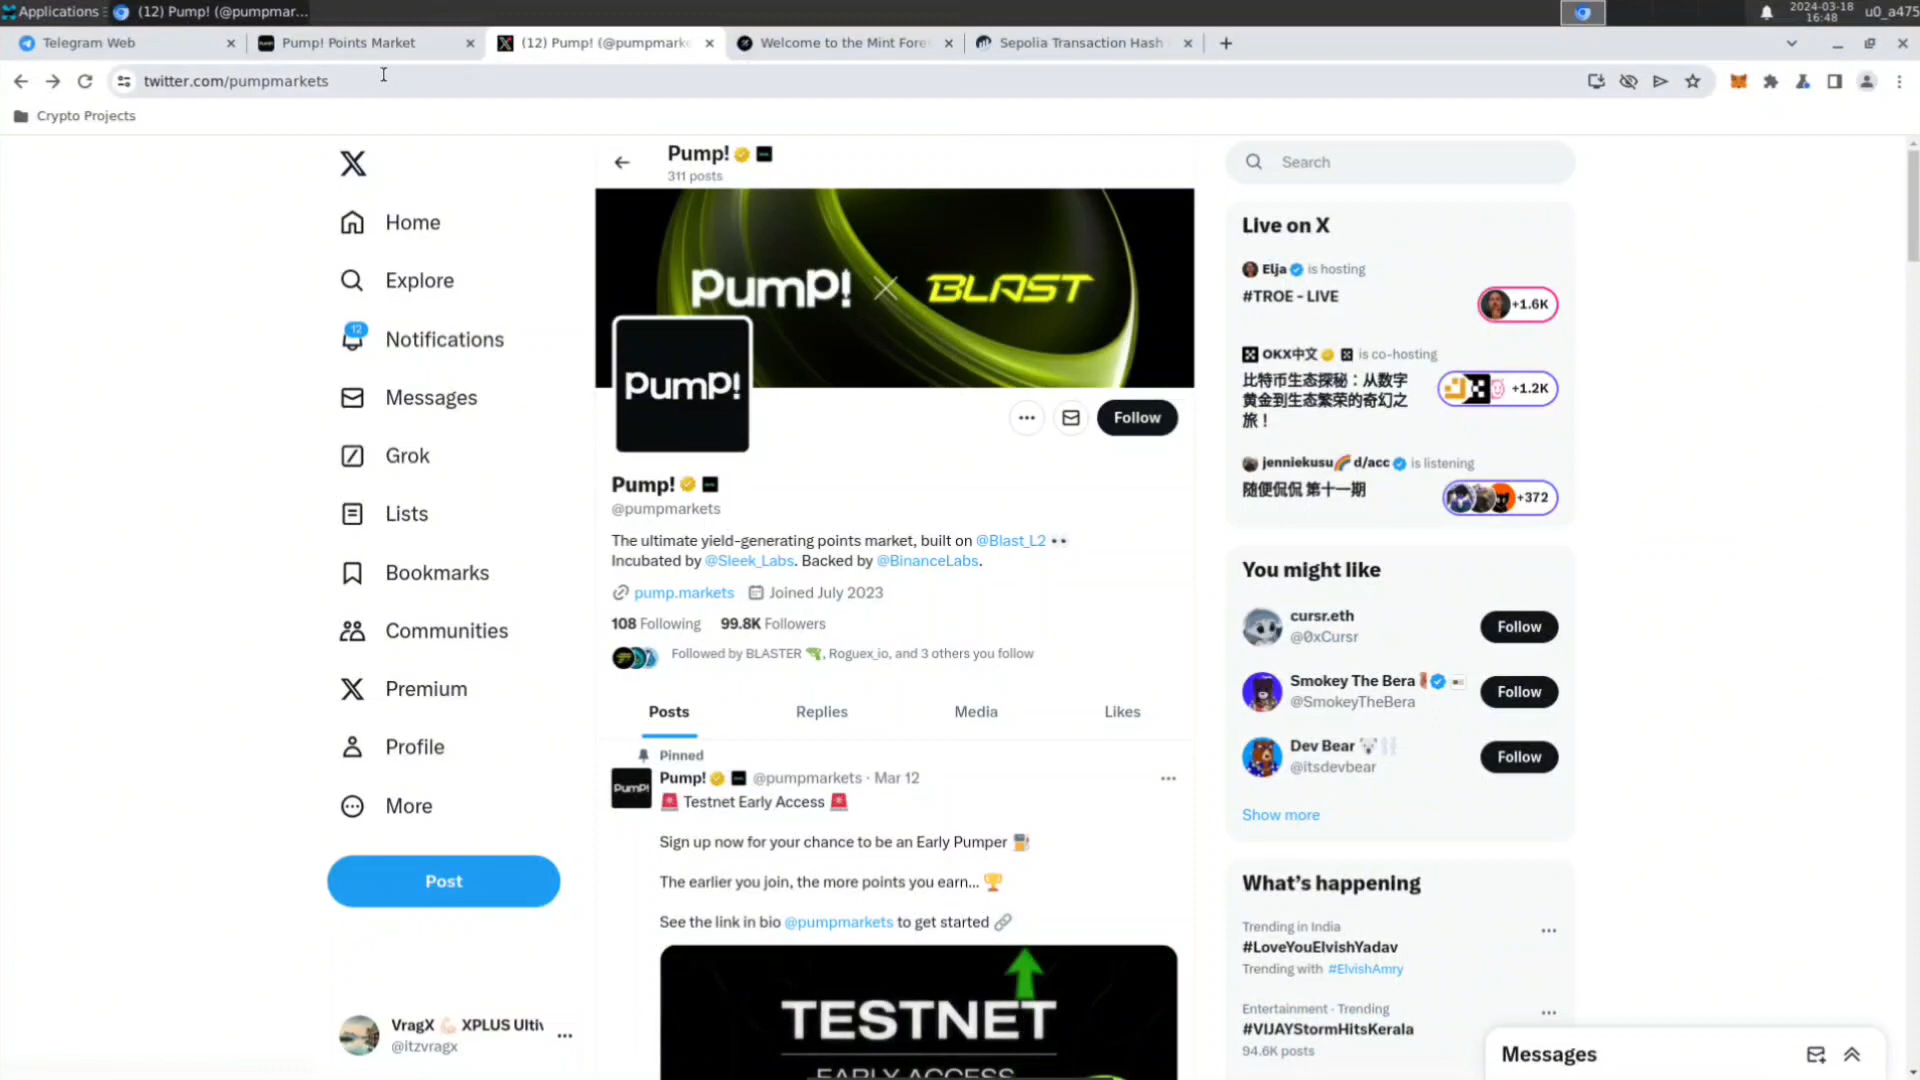 Applications
(12) Pump! (@pumpmar...
2024-03-18
16:48
u0_a475
Telegram Web
Pump! Points Market
(12) Pump! (@pumpmarke
Welcome to the Mint Fore
Sepolia Transaction Hash
twitter.com/pumpmarkets
Crypto Projects
Home
Explore
12
Notifications
Messages
Grok
Lists
Bookmarks
Communities
Premium
Profile
More
Post
VragX 💪🏻 XPLUS Ulti
@itzvragx
Pump!
311 posts
PumP! × BLAST
PumP!
Follow
Pump!
@pumpmarkets
The ultimate yield-generating points market, built on @Blast_L2 👀
Incubated by @Sleek_Labs. Backed by @BinanceLabs.
pump.markets Joined July 2023
108 Following 99.8K Followers
Followed by BLASTER 🔫, Roguex_io, and 3 others you follow
Posts Replies Media Likes
Pinned
PumP!
Pump! @pumpmarkets · Mar 12
🚨 Testnet Early Access 🚨
Sign up now for your chance to be an Early Pumper ⛽
The earlier you join, the more points you earn... 🏆
See the link in bio @pumpmarkets to get started 🔗
TESTNET
EARLY ACCESS
Search
Live on X
Elja is hosting
#TROE - LIVE
+1.6K
OKX中文 is co-hosting
比特币生态探秘：从数字
黄金到生态繁荣的奇幻之
旅！
+1.2K
jenniekusu🌈 d/acc is listening
随便侃侃 第十一期
+372
You might like
cursr.eth
@0xCursr
Follow
Smokey The Bera
@SmokeyTheBera
Follow
Dev Bear 🐻‍❄️⛓️
@itsdevbear
Follow
Show more
What's happening
Trending in India
#LoveYouElvishYadav
Trending with #ElvishAmry
Entertainment · Trending
#VIJAYStormHitsKerala
94.6K posts
Messages